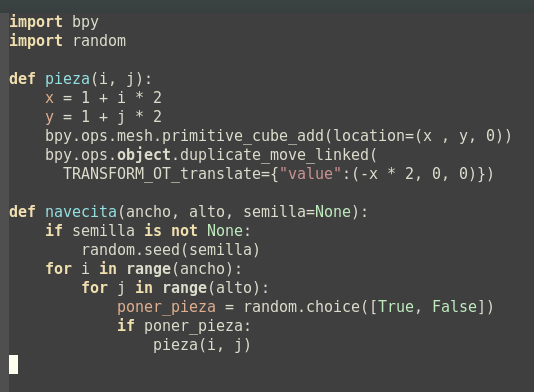 import bpy
import random

def pieza(i, j):
    x = 1 + i * 2
    y = 1 + j * 2
    bpy.ops.mesh.primitive_cube_add(location=(x , y, 0))
    bpy.ops.object.duplicate_move_linked(
      TRANSFORM_OT_translate={"value":(-x * 2, 0, 0)})

def navecita(ancho, alto, semilla=None):
    if semilla is not None:
        random.seed(semilla)
    for i in range(ancho):
        for j in range(alto):
            poner_pieza = random.choice([True, False])
            if poner_pieza:
                pieza(i, j)